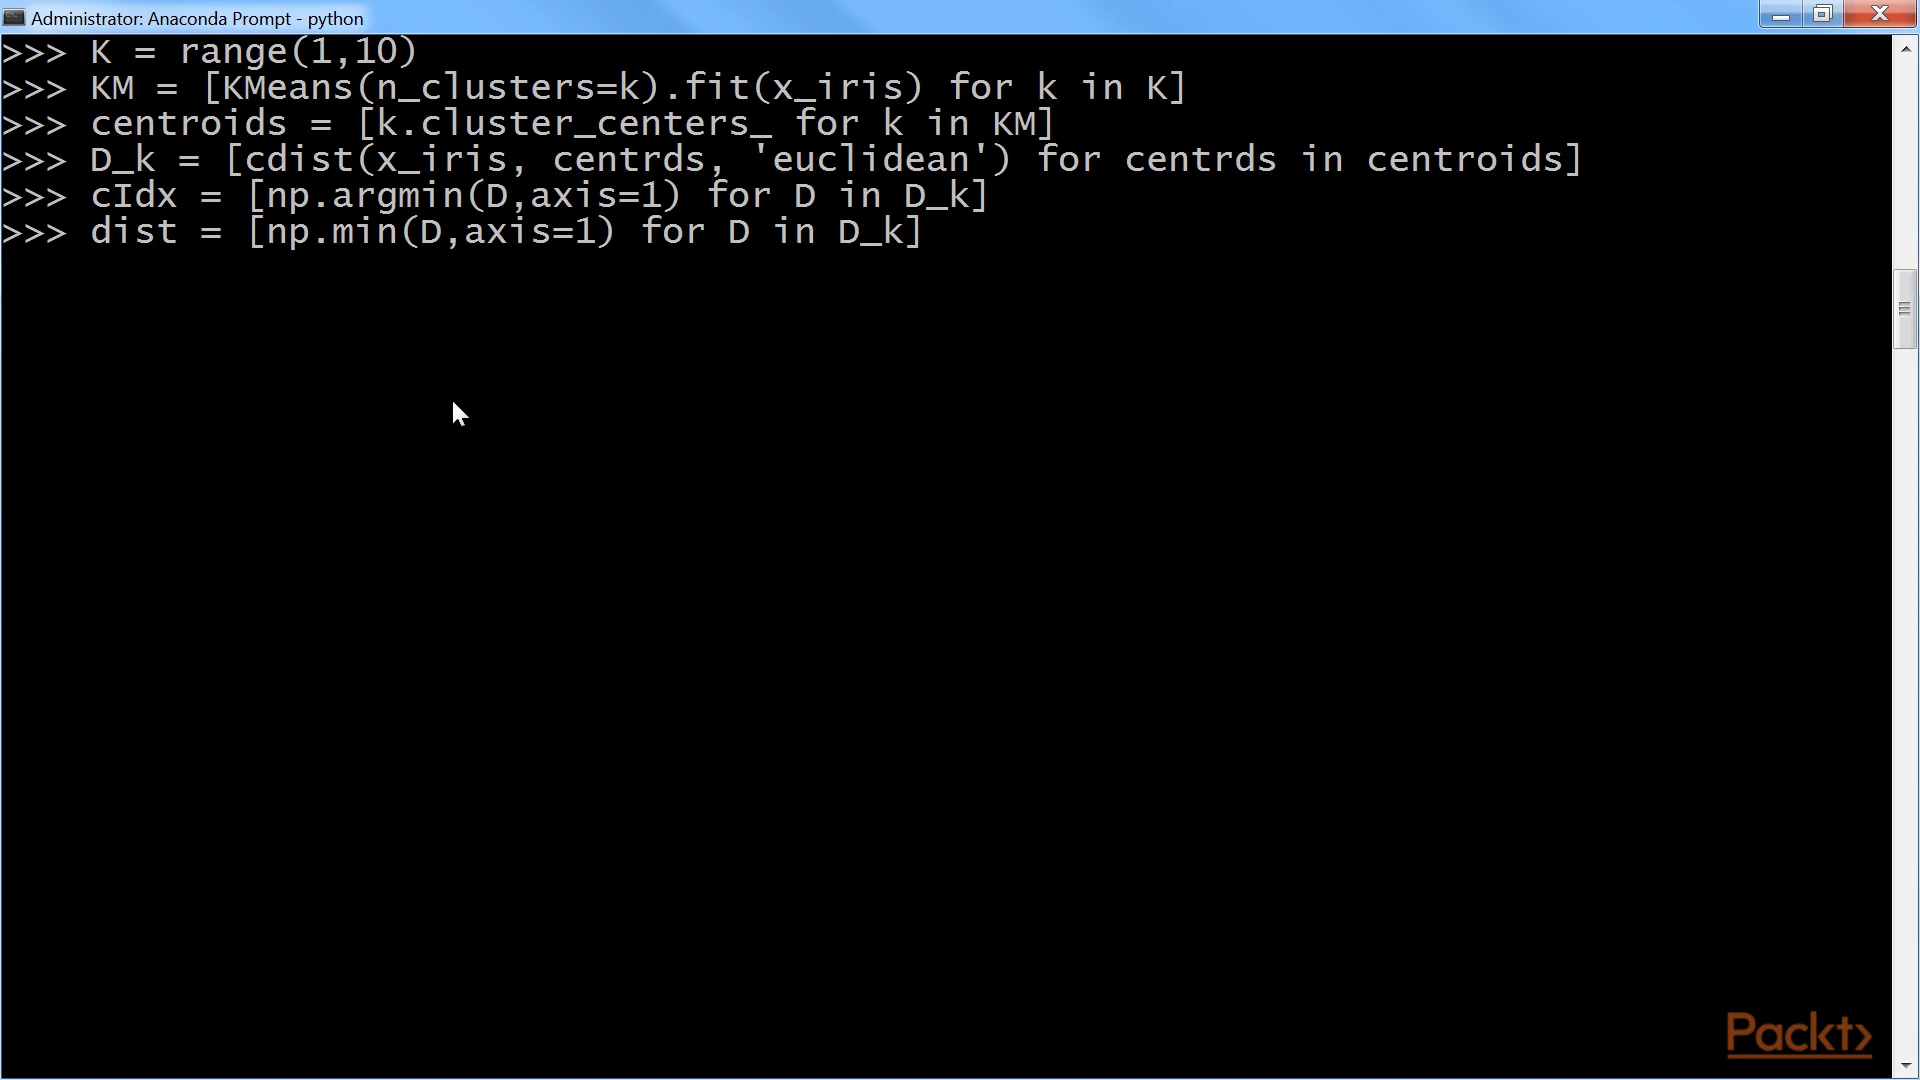 Administrator: Anaconda Prompt - python
>>> K = range(1,10)
>>> KM = [KMeans(n_clusters=k).fit(x_iris) for k in K]
>>> centroids = [k.cluster_centers_ for k in KM]
>>> D_k = [cdist(x_iris, centrds, 'euclidean') for centrds in centroids]
>>> cIdx = [np.argmin(D,axis=1) for D in D_k]
>>> dist = [np.min(D,axis=1) for D in D_k]
Packt>